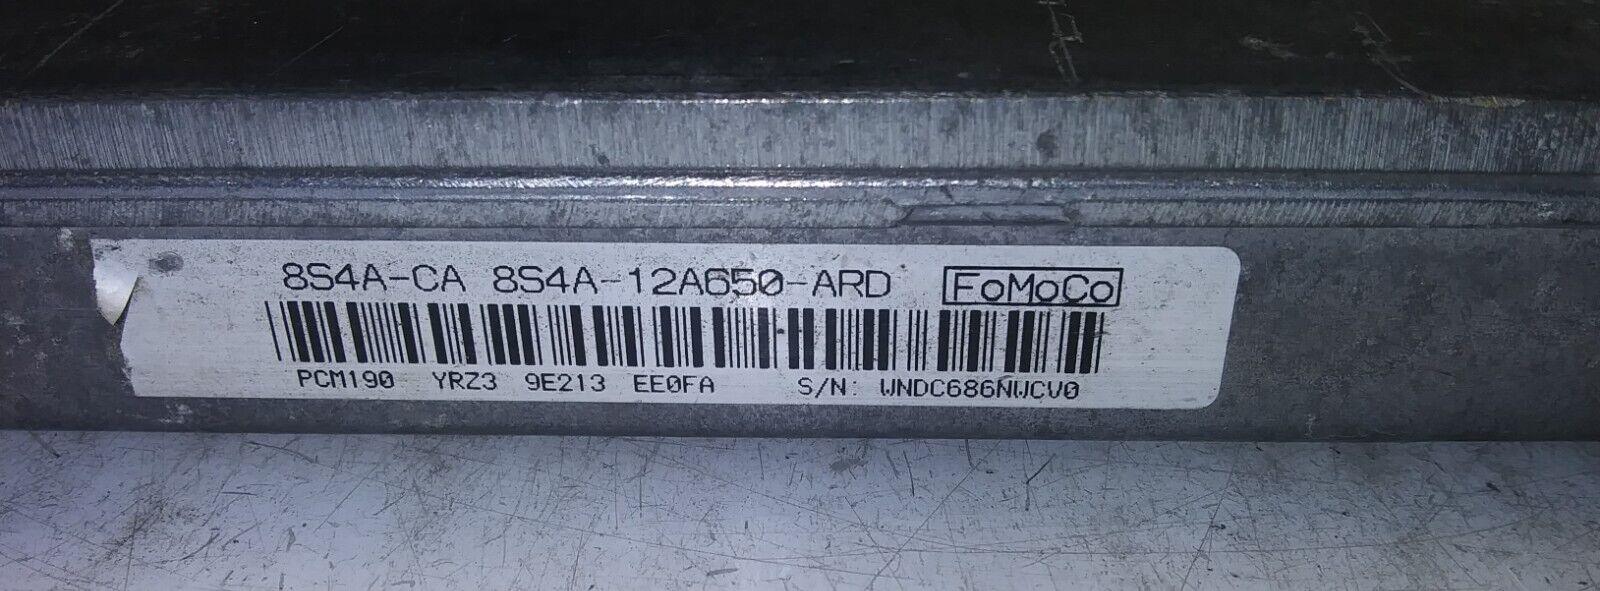 8S4A-CA 8S4A-12A650-ARD FoMoCo
PCM190 YRZ3 9E213 EE0FA S/N: WNDC686NWCV0